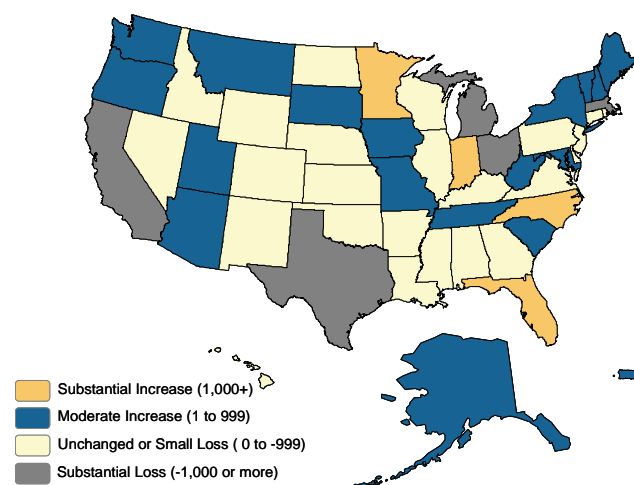 Substantial Increase (1,000+)
Moderate Increase (1 to 999)
Unchanged or Small Loss ( 0 to -999)
Substantial Loss (-1,000 or more)